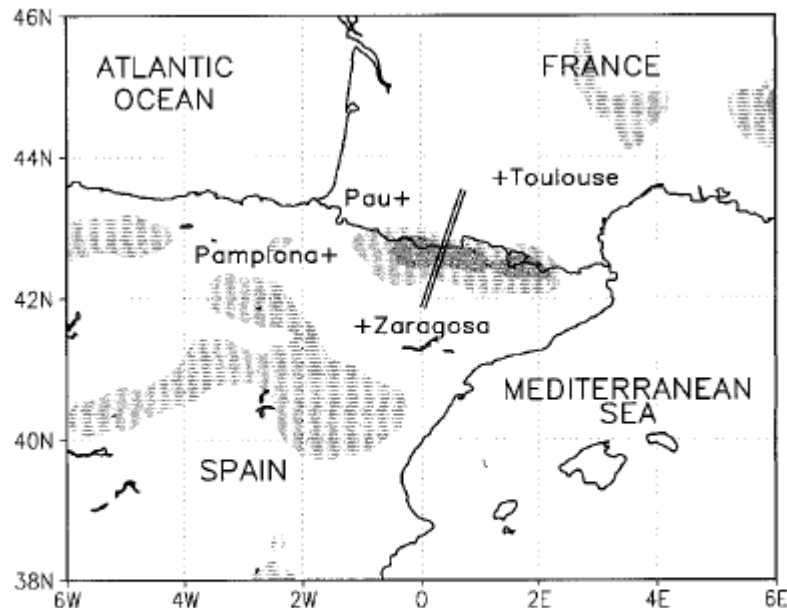 46N
ATLANTIC
OCEAN
FRANCE
44N
+Toulouse
Pau+
Pamplona+
42N
+Zaragosa
MEDITERRANEAN
SEA
40N
SPAIN
38N
6W
4W
2W
0
2E
4E
6E